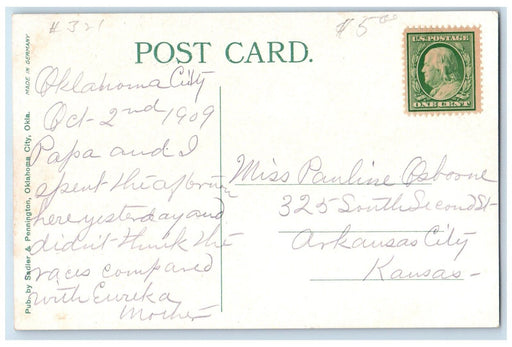 # 321
$5.00
POST CARD.
U.S. POSTAGE
ONE CENT
MADE IN GERMANY
Pub. by Sadler & Pennington, Oklahoma City, Okla.
Oklahoma City
Oct-2nd 1909
Papa and I
spent the afternoon
here yesterday and
didn't think the
races compared
with Eureka
Mother
Miss Pauline Osborne
325 South Second St-
Arkansas City
Kansas-